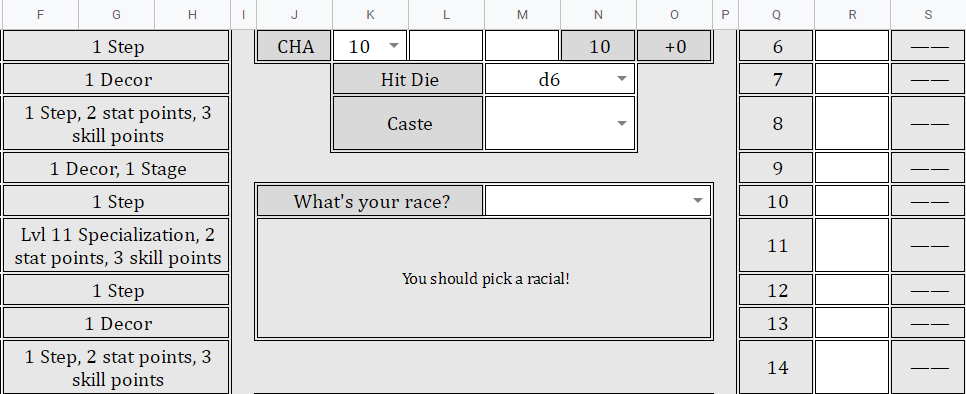 F G H I J K L M N O P Q R S
1 Step
CHA 10 10 +0
6 ——
1 Decor
Hit Die d6
7 ——
1 Step, 2 stat points, 3
skill points
Caste
8 ——
1 Decor, 1 Stage
9 ——
1 Step
What's your race?
10 ——
Lvl 11 Specialization, 2
stat points, 3 skill points
You should pick a racial!
11 ——
1 Step
12 ——
1 Decor
13 ——
1 Step, 2 stat points, 3
skill points
14 ——